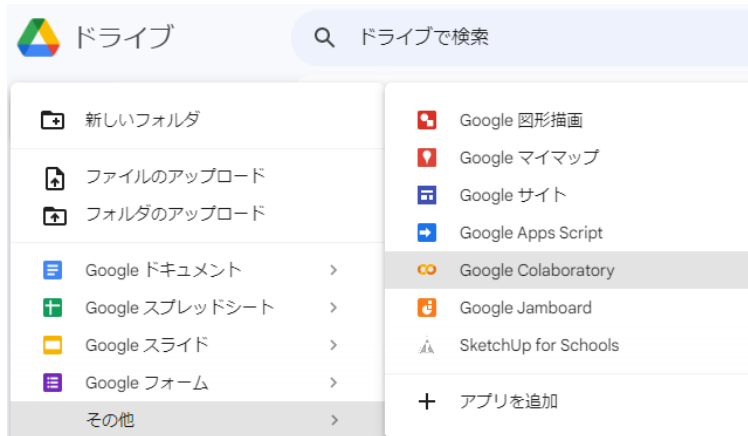 ドライブ
ドライブで検索
新しいフォルダ
ファイルのアップロード
フォルダのアップロード
Google ドキュメント
Google スプレッドシート
Google スライド
Google フォーム
その他
Google 図形描画
Google マイマップ
Google サイト
Google Apps Script
Google Colaboratory
Google Jamboard
SketchUp for Schools
アプリを追加